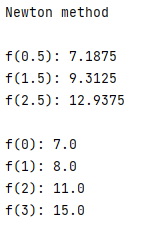 Newton method
f(0.5): 7.1875
f(1.5): 9.3125
f(2.5): 12.9375
f(0): 7.0
f(1): 8.0
f(2): 11.0
f(3): 15.0